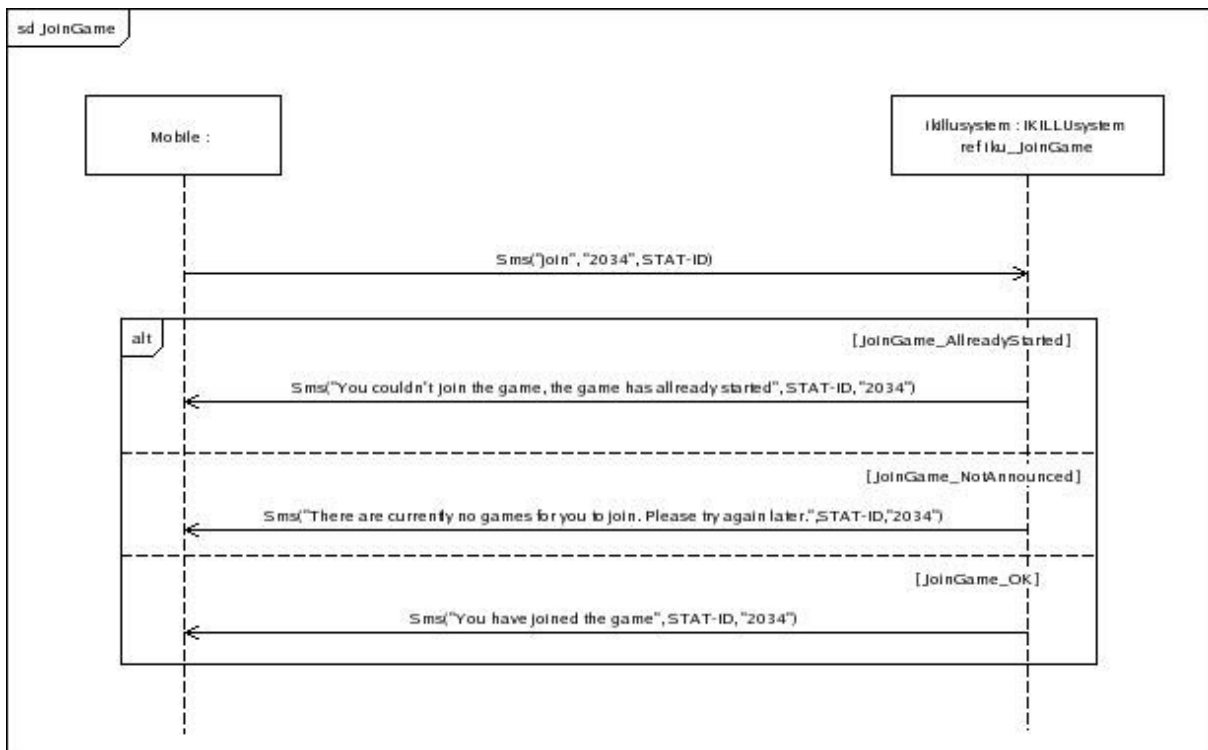 sd JoinGame
Mobile :
ikillusystem : IKILLUsystem
ref iku_JoinGame
Sms("join", "2034", STAT-ID)
alt
[JoinGame_AllreadyStarted]
Sms("You couldn't join the game, the game has allready started", STAT-ID, "2034")
[JoinGame_NotAnnounced]
Sms("There are currently no games for you to join. Please try again later.",STAT-ID,"2034")
[JoinGame_OK]
Sms("You have joined the game", STAT-ID, "2034")